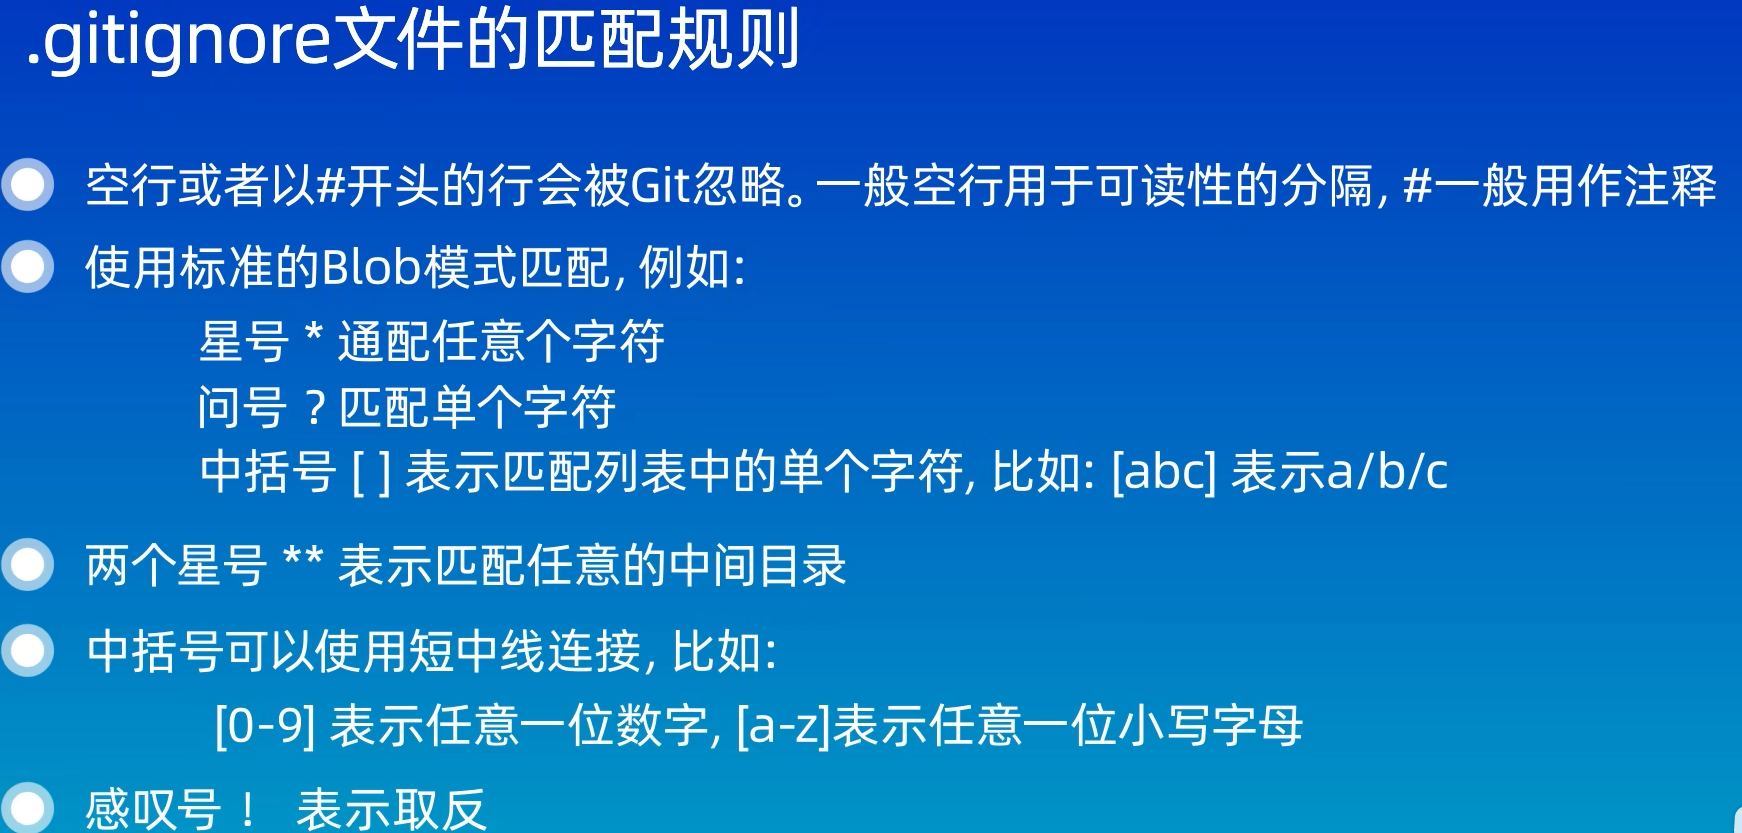 .gitignore文件的匹配规则
空行或者以#开头的行会被Git忽略。一般空行用于可读性的分隔, #一般用作注释
使用标准的Blob模式匹配, 例如:
星号 * 通配任意个字符
问号 ? 匹配单个字符
中括号 [ ] 表示匹配列表中的单个字符, 比如: [abc] 表示a/b/c
两个星号 ** 表示匹配任意的中间目录
中括号可以使用短中线连接, 比如:
[0-9] 表示任意一位数字, [a-z]表示任意一位小写字母
感叹号 ! 表示取反